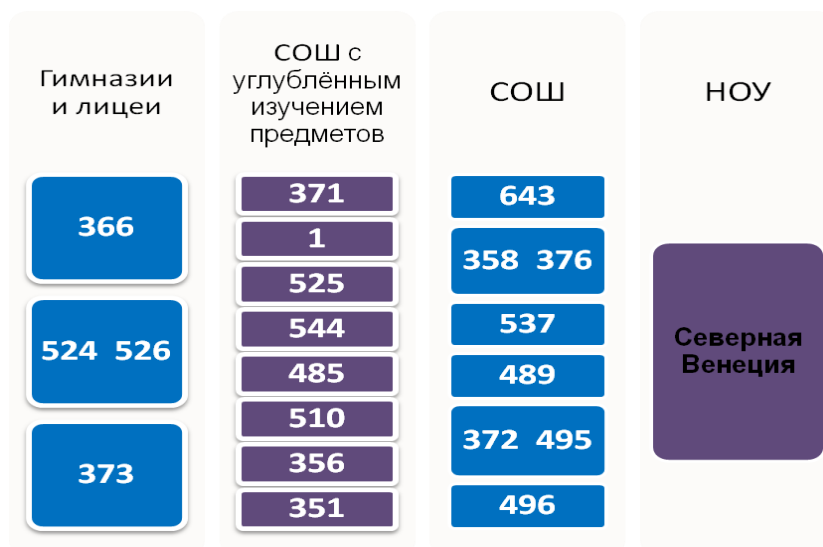 Гимназии
и лицеи
366
524 526
373
СОШ с
углублённым
изучением
предметов
371
1
525
544
485
510
356
351
СОШ
643
358 376
537
489
372 495
496
НОУ
Северная
Венеция